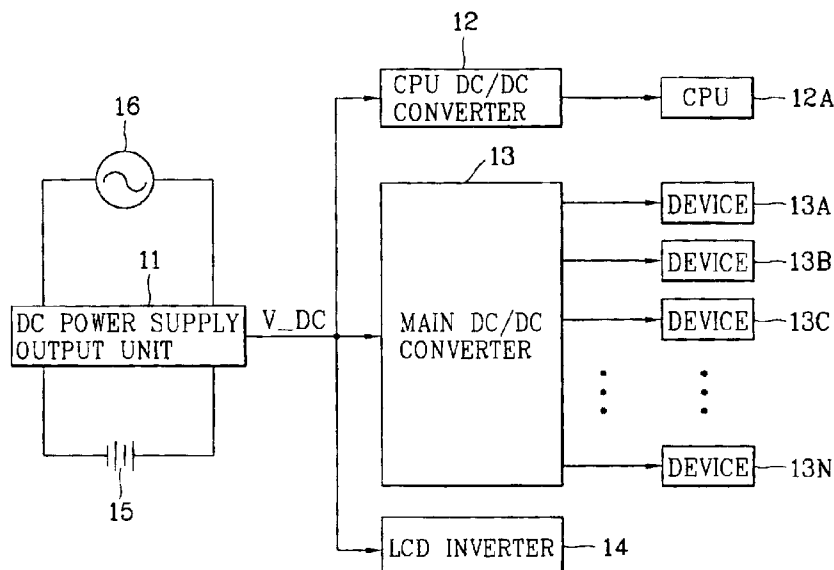 12
CPU DC/DC
CONVERTER
CPU
12A
16
13
DEVICE
13A
11
DEVICE
13B
DC POWER SUPPLY
OUTPUT UNIT
V_DC
MAIN DC/DC
CONVERTER
DEVICE
13C
15
DEVICE
13N
LCD INVERTER
14